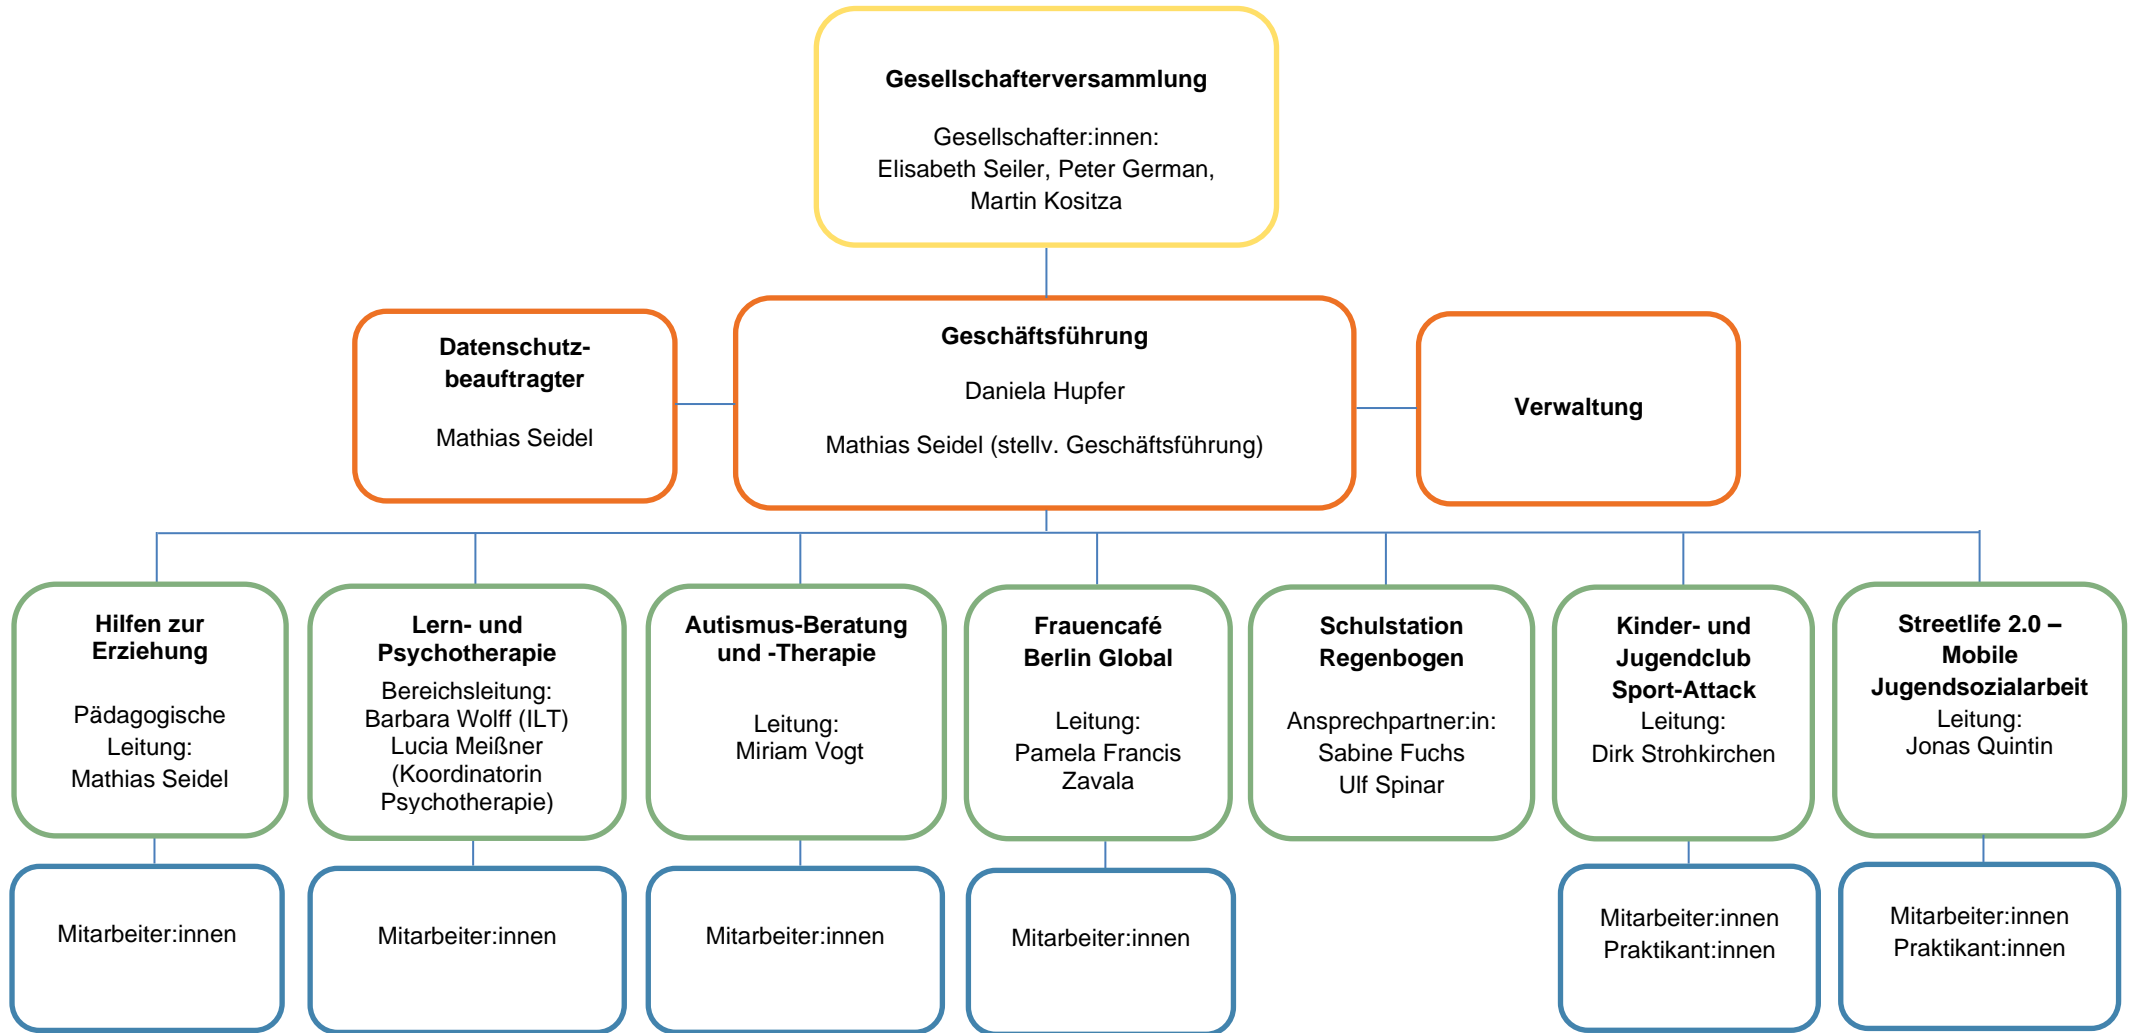 Gesellschafterversammlung
Gesellschafter:innen:
Elisabeth Seiler, Peter German,
Martin Kositza
Datenschutz-
beauftragter
Mathias Seidel
Geschäftsführung
Daniela Hupfer
Mathias Seidel (stellv. Geschäftsführung)
Verwaltung
Hilfen zur
Erziehung
Pädagogische
Leitung:
Mathias Seidel
Lern- und
Psychotherapie
Bereichsleitung:
Barbara Wolff (ILT)
Lucia Meißner
(Koordinatorin
Psychotherapie)
Autismus-Beratung
und -Therapie
Leitung:
Miriam Vogt
Frauencafé
Berlin Global
Leitung:
Pamela Francis
Zavala
Schulstation
Regenbogen
Ansprechpartner:in:
Sabine Fuchs
Ulf Spinar
Kinder- und
Jugendclub
Sport-Attack
Leitung:
Dirk Strohkirchen
Streetlife 2.0 –
Mobile
Jugendsozialarbeit
Leitung:
Jonas Quintin
Mitarbeiter:innen
Mitarbeiter:innen
Mitarbeiter:innen
Mitarbeiter:innen
Mitarbeiter:innen
Praktikant:innen
Mitarbeiter:innen
Praktikant:innen